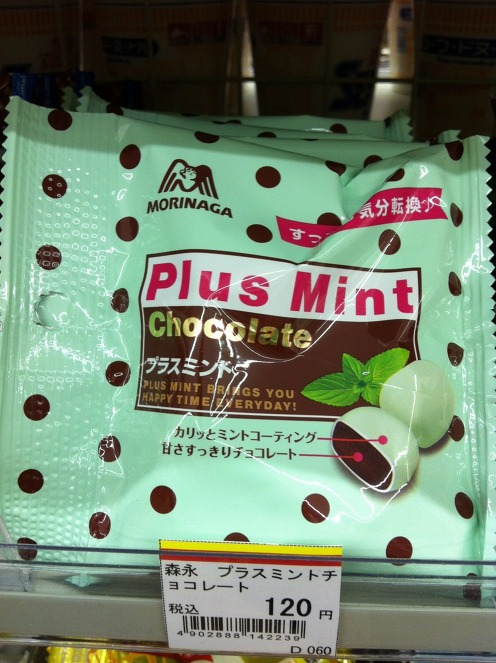 MORINAGA
気分転換
Plus Mint
Chocolate
プラスミント
PLUS MINT BRINGS YOU
HAPPY TIME EVERYDAY!
カリッとミントコーティング
甘さすっきりチョコレート
森永 プラスミントチ
ョコレート
税込 120円
4902888142239
D 060